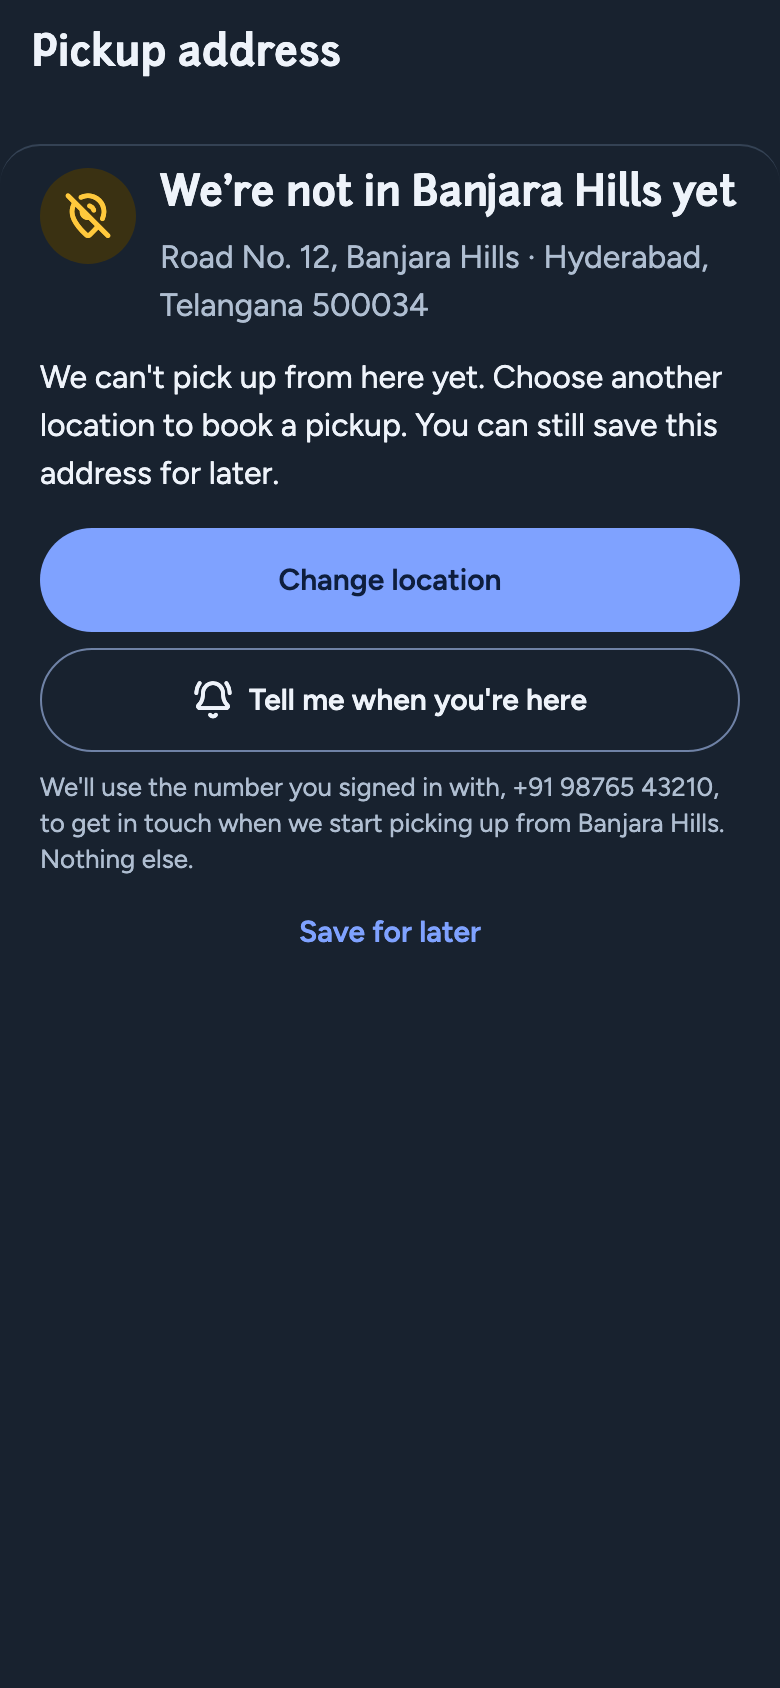 Pickup address
We’re not in Banjara Hills yet
Road No. 12, Banjara Hills · Hyderabad,
Telangana 500034
We can't pick up from here yet. Choose another
location to book a pickup. You can still save this
address for later.
Change location
Tell me when you're here
We'll use the number you signed in with, +91 98765 43210,
to get in touch when we start picking up from Banjara Hills.
Nothing else.
Save for later